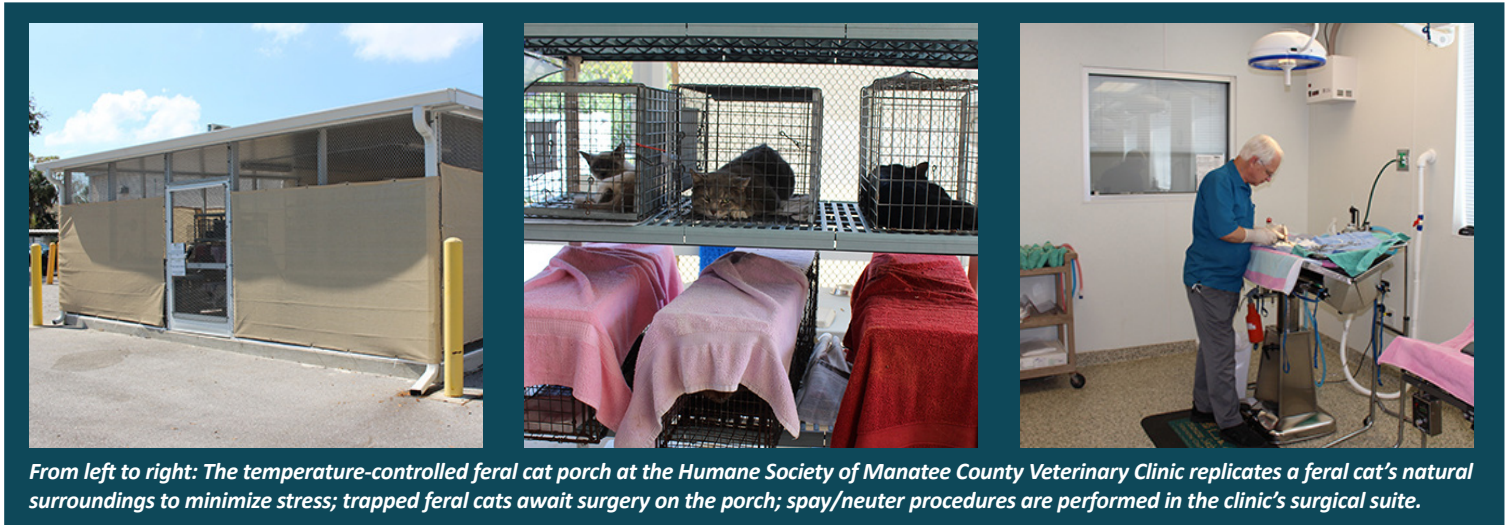 From left to right: The temperature-controlled feral cat porch at the Humane Society of Manatee County Veterinary Clinic replicates a feral cat’s natural
surroundings to minimize stress; trapped feral cats await surgery on the porch; spay/neuter procedures are performed in the clinic’s surgical suite.